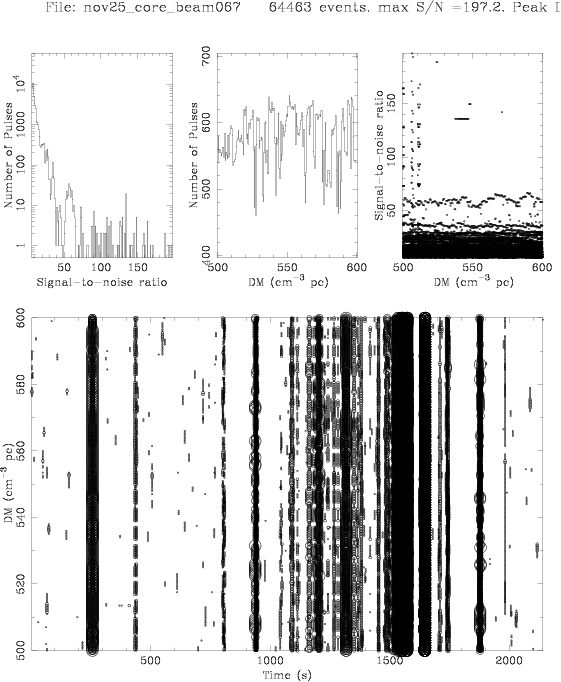 File: nov25_core_beam067 64463 events. max S/N =197.2. Peak
Number of Pulses
1 10 100 1000 10⁴
50 100 150
Signal-to-noise ratio
Number of Pulses
400 500 600 700
500 550 600
DM (cm⁻³ pc)
Signal-to-noise ratio
50 100 150
500 550 600
DM (cm⁻³ pc)
DM (cm⁻³ pc)
500 520 540 560 580 600
500 1000 1500 2000
Time (s)